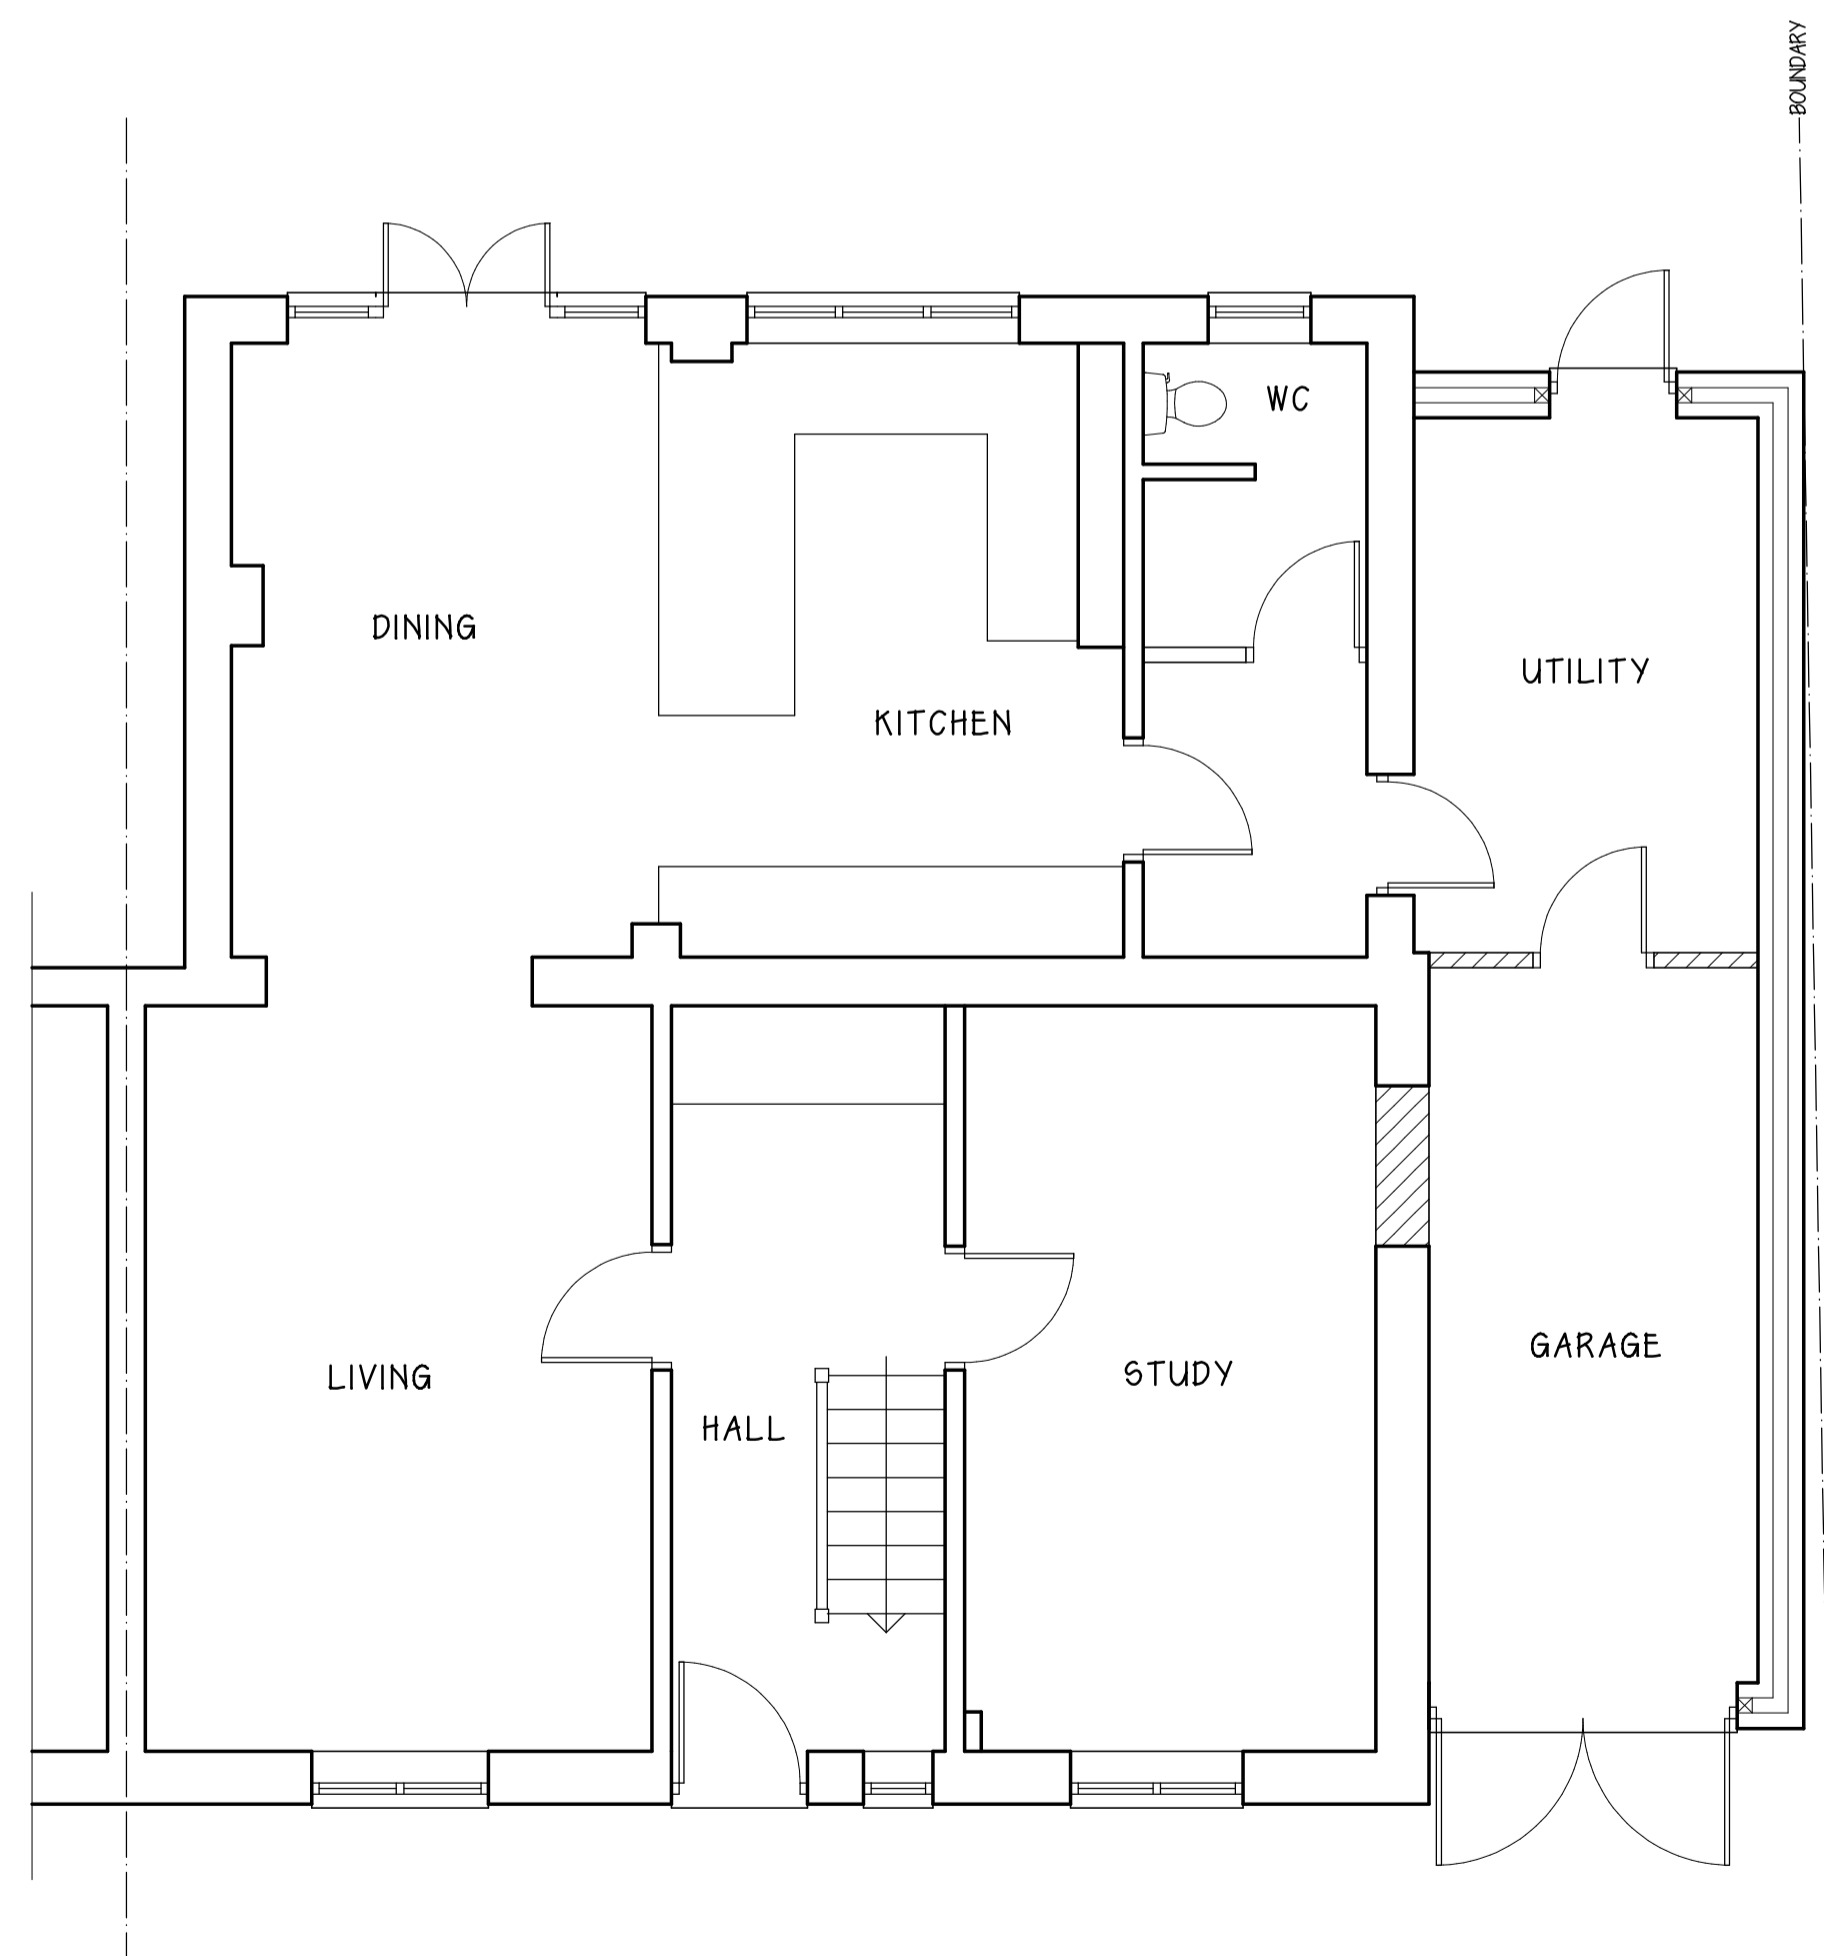 BOUNDARY
WC
DINING
UTILITY
KITCHEN
GARAGE
LIVING
STUDY
HALL